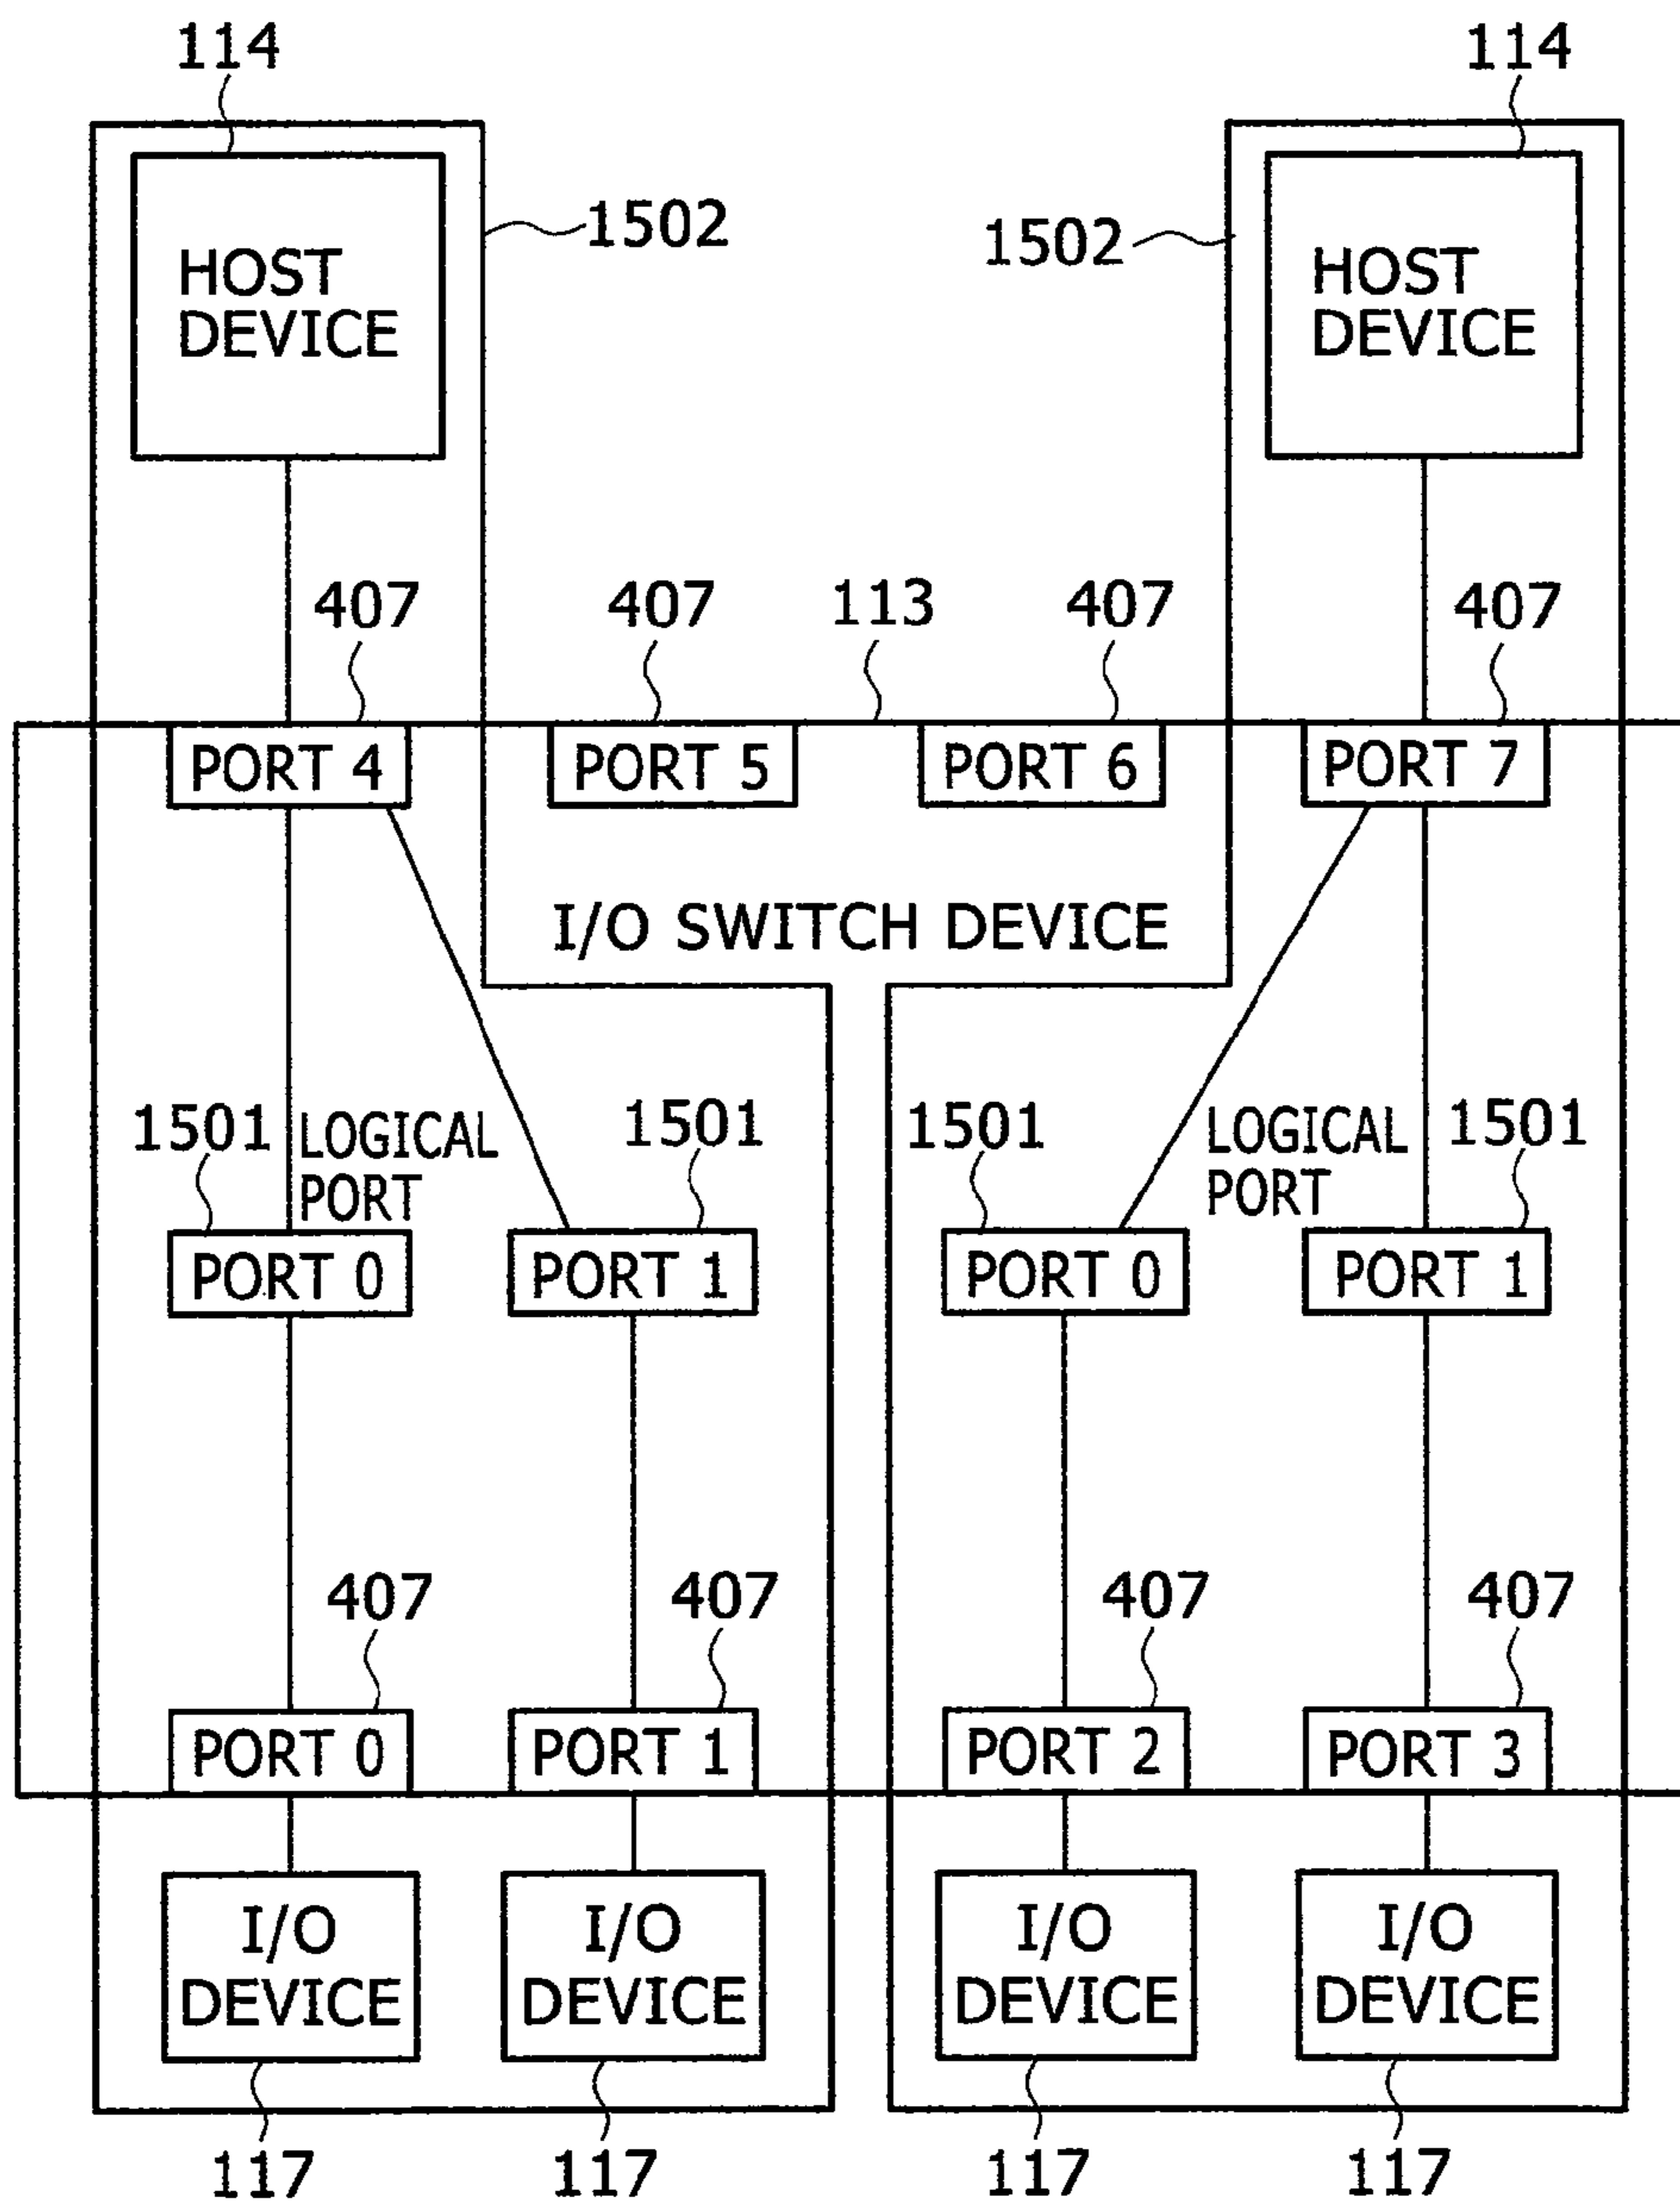 114
114
HOST
DEVICE
1502
1502
HOST
DEVICE
407
407
113
407
407
PORT 4
PORT 5
PORT 6
PORT 7
I/O SWITCH DEVICE
1501
LOGICAL
PORT
1501
1501
LOGICAL
PORT
1501
PORT 0
PORT 1
PORT 0
PORT 1
407
407
407
407
PORT 0
PORT 1
PORT 2
PORT 3
I/O
DEVICE
I/O
DEVICE
I/O
DEVICE
I/O
DEVICE
117
117
117
117